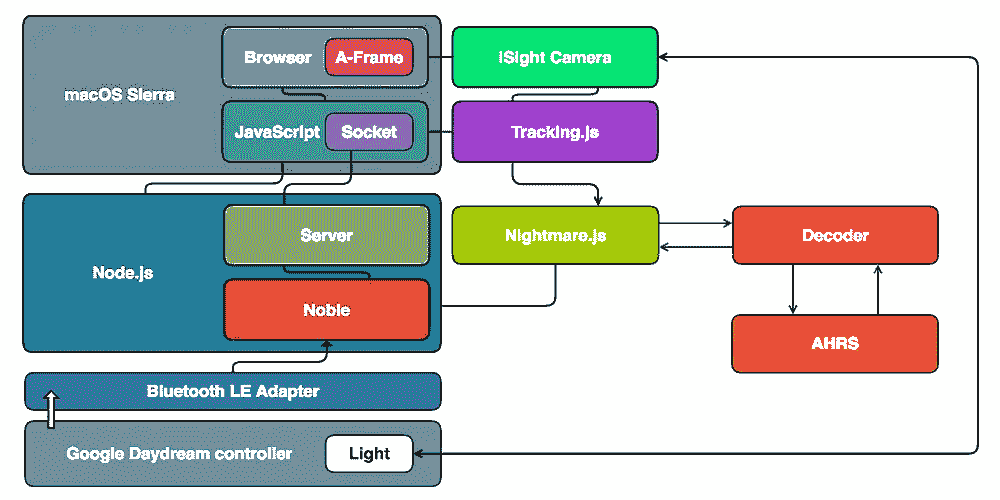 Browser
A-Frame
iSight Camera
macOS Sierra
JavaScript
Socket
Tracking.js
Server
Nightmare.js
Decoder
Node.js
Noble
AHRS
Bluetooth LE Adapter
Google Daydream controller
Light